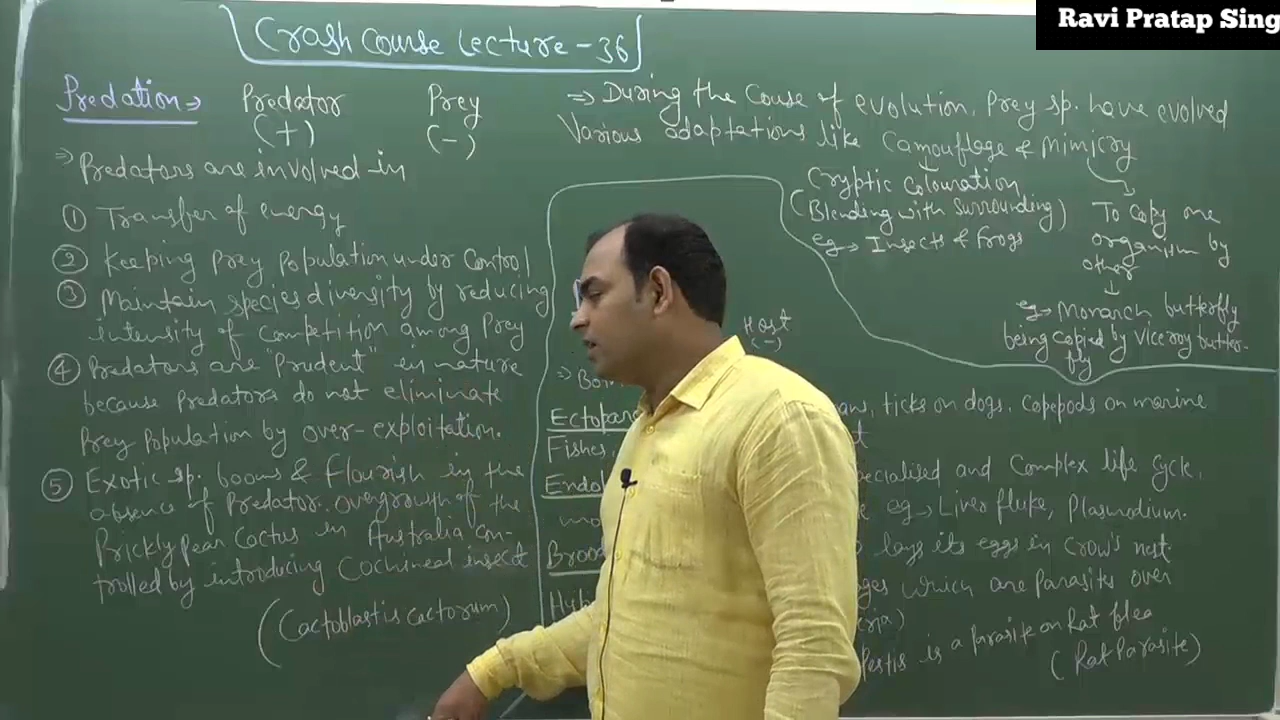 Ravi Pratap Sing
Crash Course Lecture - 36
Predation → Predator Prey
(+) (-)
⇒ Predators are involved in
① Transfer of energy
② Keeping Prey Population under Control
③ Maintain species diversity by reducing
intensity of Competition among Prey
④ Predators are "Prudent" in nature
because Predators do not eliminate
Prey Population by over-exploitation.
⑤ Exotic sp. booms & Flourish in the
absence of Predator. overgrowth of the
Prickly pear Cactus in Australia con-
trolled by introducing Cochineal insect
(Cactoblastis cactorum)
⇒ During the Couse of evolution, Prey sp. have evolved
Various adaptations like Camouflage & Mimicry
Cryptic Colouration
(Blending with surrounding)
eg → Insects & frogs
To Copy one
organism by
other
↓
eg → Monarch butterfly
being copied by Viceroy butter-
fly
Host
(-)
⇒
Ectopara
ticks on dogs, Copepods on marine
Fishes,
Endo
specialised and Complex life Cycle.
eg → Liver fluke, Plasmodium.
Brood
lays its eggs in Crow's nest.
which are Parasites over
is a parasite on Rat flea
(Rat Parasite)